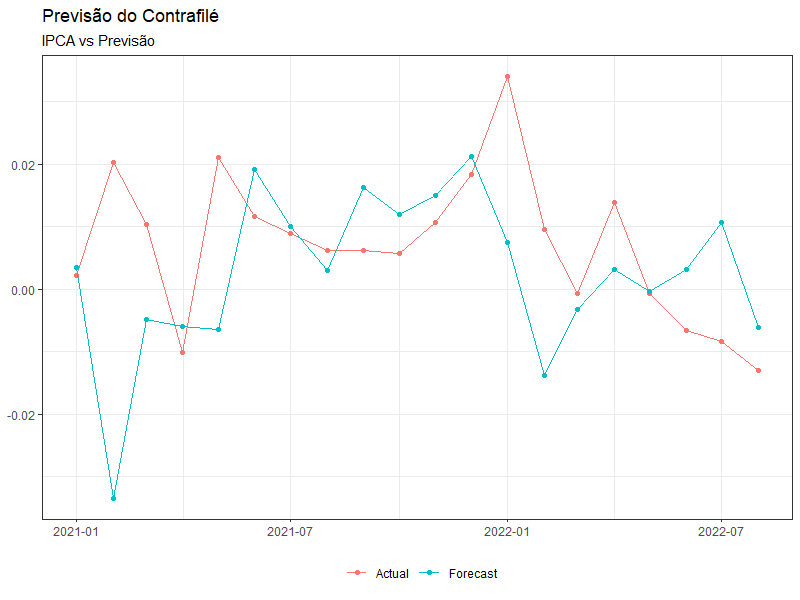 Previsão do Contrafilé
IPCA vs Previsão
0.02
0.00
-0.02
2021-01 2021-07 2022-01 2022-07
Actual Forecast